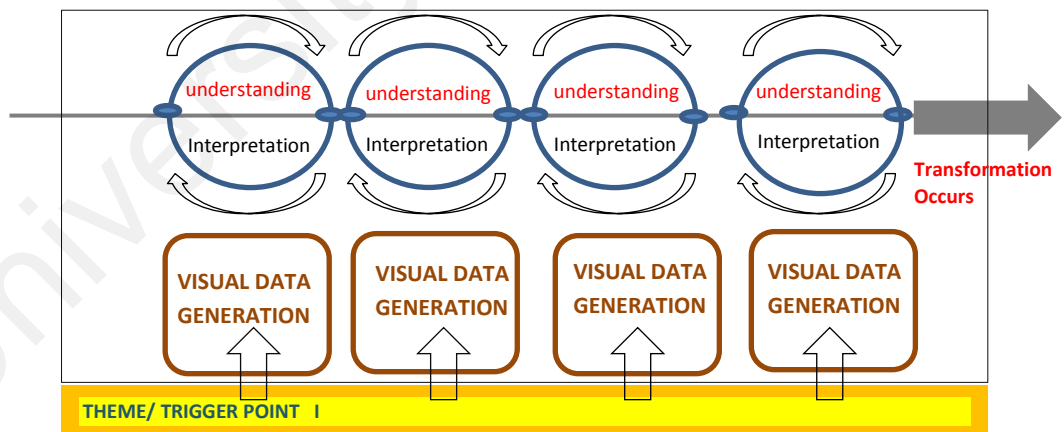 understanding
Interpretation
understanding
Interpretation
understanding
Interpretation
understanding
Interpretation
Transformation
Occurs
VISUAL DATA
GENERATION
VISUAL DATA
GENERATION
VISUAL DATA
GENERATION
VISUAL DATA
GENERATION
THEME/ TRIGGER POINT I
University